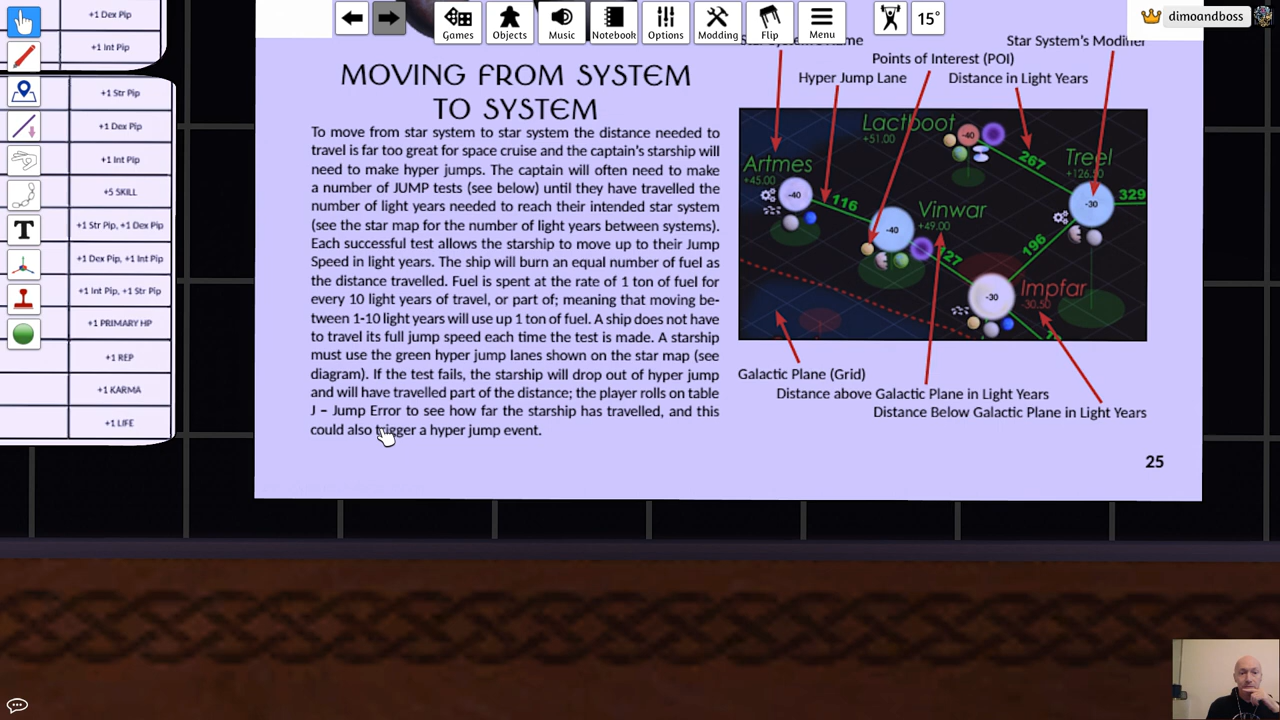 +1 Dex Pip
+1 Int Pip
+1 Str Pip
+1 Dex Pip
+1 Int Pip
+5 SKILL
+1 Str Pip, +1 Dex Pip
+1 Dex Pip, +1 Int Pip
+1 Int Pip, +1 Str Pip
+1 PRIMARY HP
+1 REP
+1 KARMA
+1 LIFE
T
Games
Objects
Music
Notebook
Options
Modding
Flip
Menu
15°
dimoandboss
MOVING FROM SYSTEM
TO SYSTEM
To move from star system to star system the distance needed to
travel is far too great for space cruise and the captain's starship will
need to make hyper jumps. The captain will often need to make
a number of JUMP tests (see below) until they have travelled the
number of light years needed to reach their intended star system
(see the star map for the number of light years between systems).
Each successful test allows the starship to move up to their Jump
Speed in light years. The ship will burn an equal number of fuel as
the distance travelled. Fuel is spent at the rate of 1 ton of fuel for
every 10 light years of travel, or part of; meaning that moving be-
tween 1-10 light years will use up 1 ton of fuel. A ship does not have
to travel its full jump speed each time the test is made. A starship
must use the green hyper jump lanes shown on the star map (see
diagram). If the test fails, the starship will drop out of hyper jump
and will have travelled part of the distance; the player rolls on table
J – Jump Error to see how far the starship has travelled, and this
could also trigger a hyper jump event.
Star System's Modifier
Points of Interest (POI)
Hyper Jump Lane
Distance in Light Years
Lactboot
+51.00
-40
267
Artmes
+45.00
-40
116
Treel
-30
329
Vinwar
+49.00
-40
196
Impfar
-30.50
-30
Galactic Plane (Grid)
Distance above Galactic Plane in Light Years
Distance Below Galactic Plane in Light Years
25